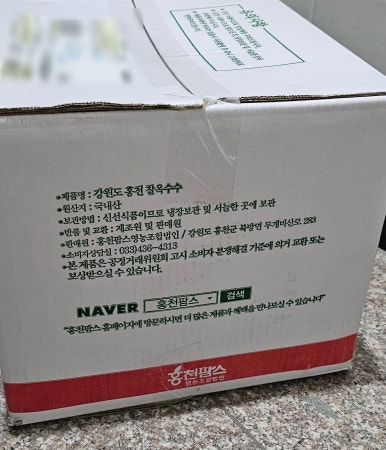 •제품명 : 강원도 홍천 찰옥수수
•원산지 : 국내산
•보관방법 : 신선식품이므로 냉장보관 및 서늘한 곳에 보관
•반품 및 교환 : 제조원 및 판매원
•판매원 : 홍천팜스영농조합법인 / 강원도 홍천군 북방면 두개비산로 283
•소비자상담실 : 033)436-4313
•본 제품은 공정거래위원회 고시 소비자 분쟁해결 기준에 의거 교환 또는
보상받으실 수 있습니다.
NAVER 홍천팜스 검색
"홍천팜스 홈페이지에 방문하시면 더 많은 제품과 혜택을 만나보실 수 있습니다"
홍천팜스
영농조합법인